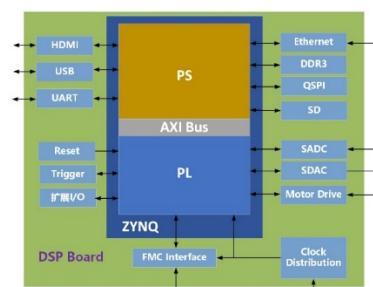 HDMI
USB
UART
PS
Ethernet
DDR3
QSPI
SD
AXI Bus
Reset
Trigger
扩展I/O
PL
SADC
SDAC
Motor Drive
ZYNQ
DSP Board
FMC Interface
Clock
Distribution